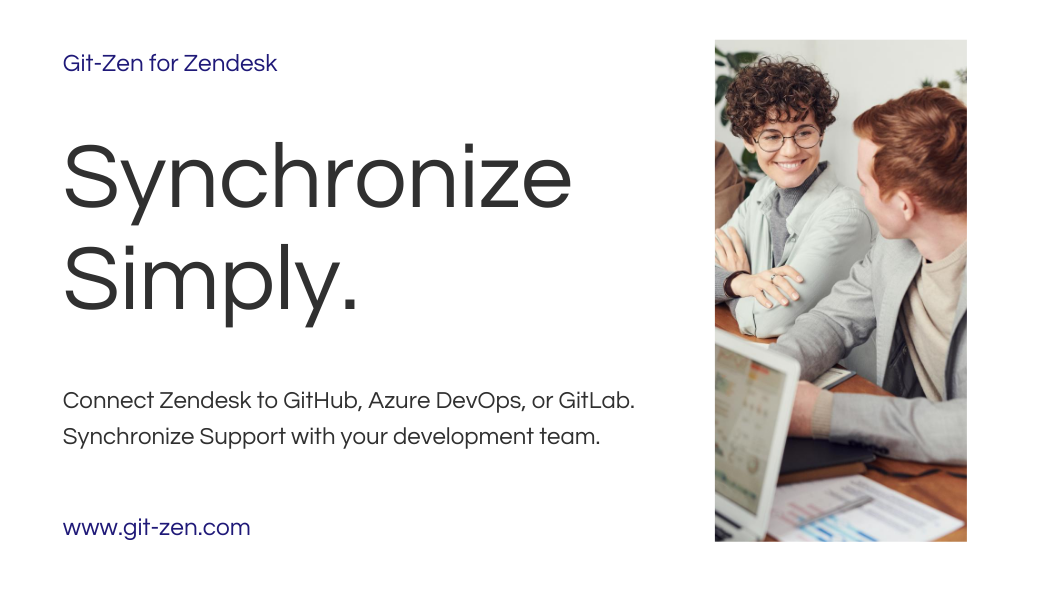 Git-Zen for Zendesk
Synchronize
Simply.
Connect Zendesk to GitHub, Azure DevOps, or GitLab.
Synchronize Support with your development team.
www.git-zen.com